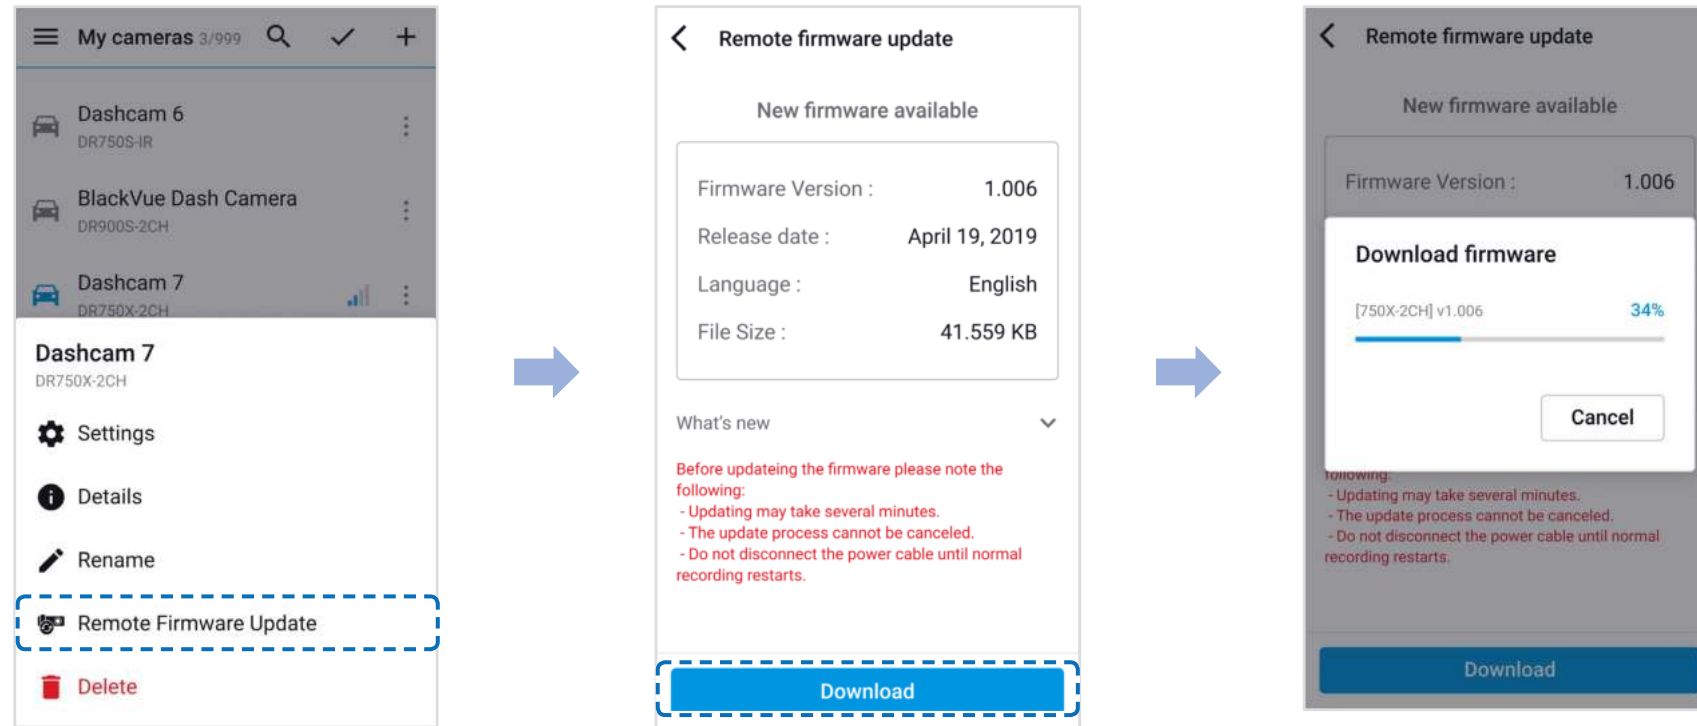 My cameras 3/999
Dashcam 6
DR750S-IR
BlackVue Dash Camera
DR900S-2CH
Dashcam 7
DR750X-2CH
Dashcam 7
DR750X-2CH
Settings
Details
Rename
Remote Firmware Update
Delete
Remote firmware update
New firmware available
Firmware Version : 1.006
Release date : April 19, 2019
Language : English
File Size : 41.559 KB
What's new
Before updateing the firmware please note the
following:
- Updating may take several minutes.
- The update process cannot be canceled.
- Do not disconnect the power cable until normal
recording restarts.
Download
Remote firmware update
New firmware available
Firmware Version : 1.006
Download firmware
[750X-2CH] v1.006 34%
Cancel
following:
- Updating may take several minutes.
- The update process cannot be canceled.
- Do not disconnect the power cable until normal
recording restarts.
Download